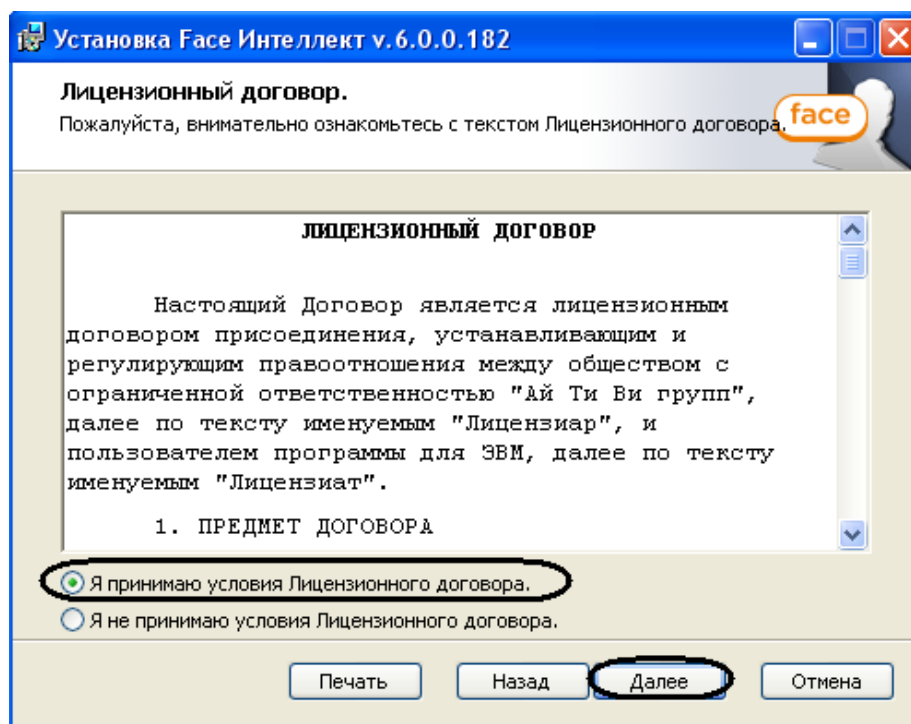 Установка Face Интеллект v.6.0.0.182
Лицензионный договор.
Пожалуйста, внимательно ознакомьтесь с текстом Лицензионного договора.
face
ЛИЦЕНЗИОННЫЙ ДОГОВОР
Настоящий Договор является лицензионным
договором присоединения, устанавливающим и
регулирующим правоотношения между обществом с
ограниченной ответственностью "Ай Ти Ви групп",
далее по тексту именуемым "Лицензиар", и
пользователем программы для ЭВМ, далее по тексту
именуемым "Лицензиат".
1. ПРЕДМЕТ ДОГОВОРА
Я принимаю условия Лицензионного договора.
Я не принимаю условия Лицензионного договора.
Печать Назад Далее Отмена